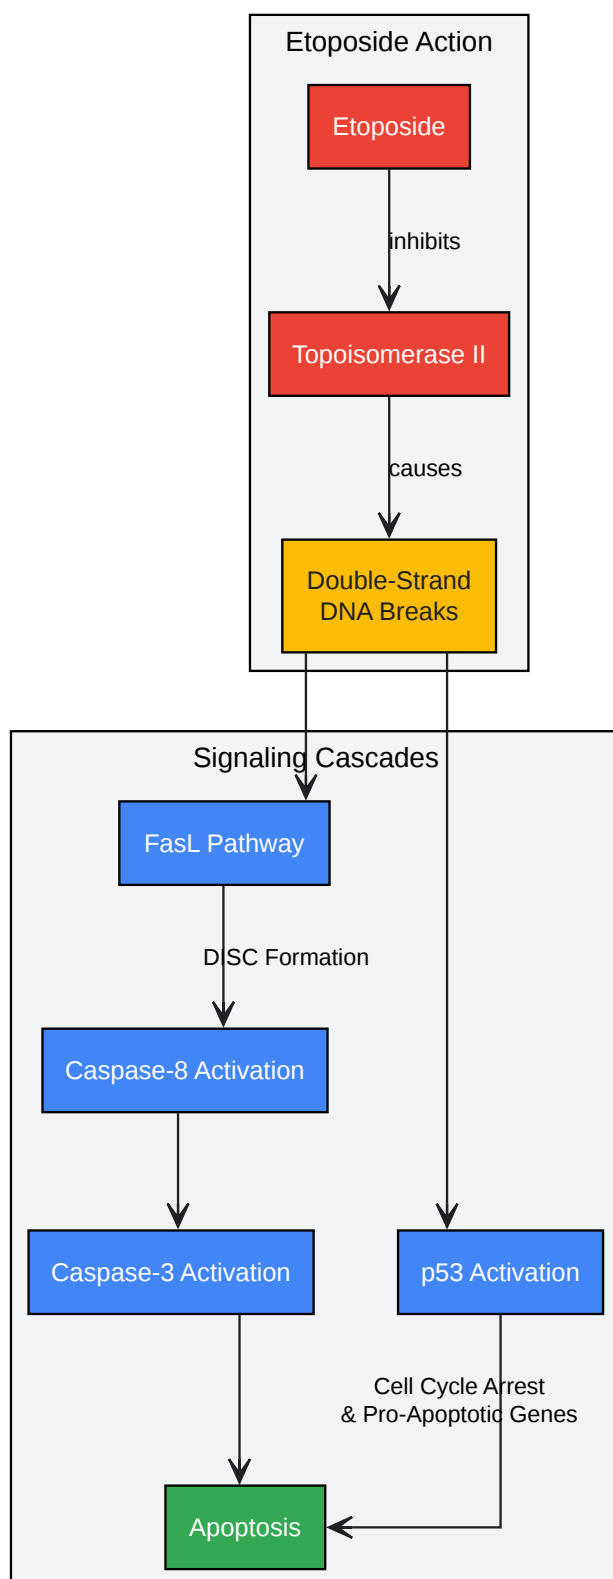 Etoposide Action
Etoposide
inhibits
Topoisomerase II
causes
Double-Strand
DNA Breaks
Signaling Cascades
FasL Pathway
DISC Formation
Caspase-8 Activation
Caspase-3 Activation
p53 Activation
Cell Cycle Arrest
& Pro-Apoptotic Genes
Apoptosis